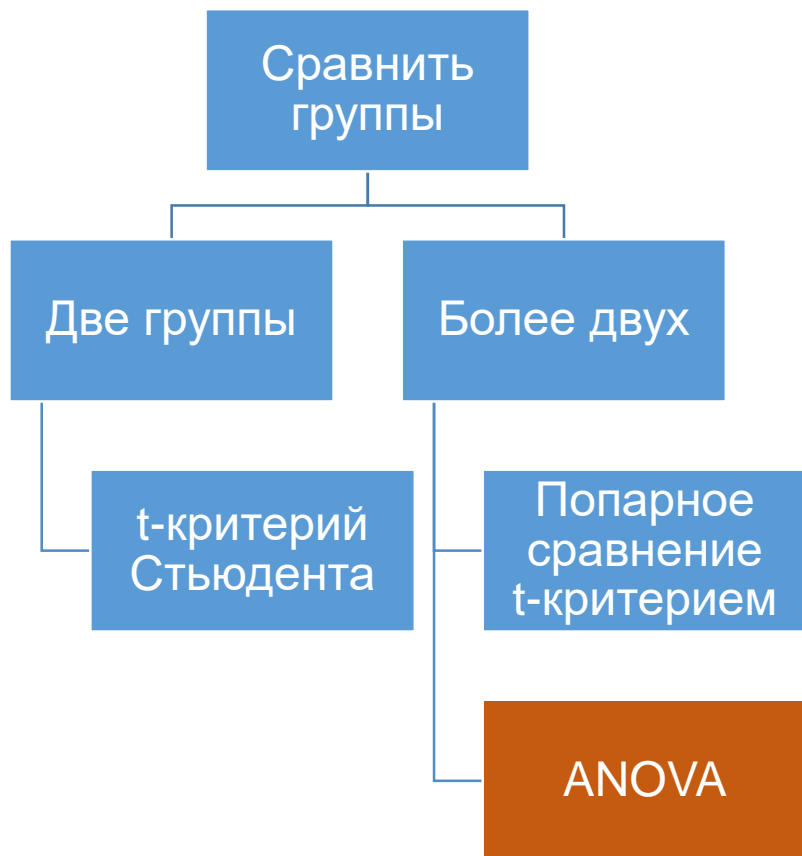 Сравнить
группы
Две группы
Более двух
t-критерий
Стьюдента
Попарное
сравнение
t-критерием
ANOVA